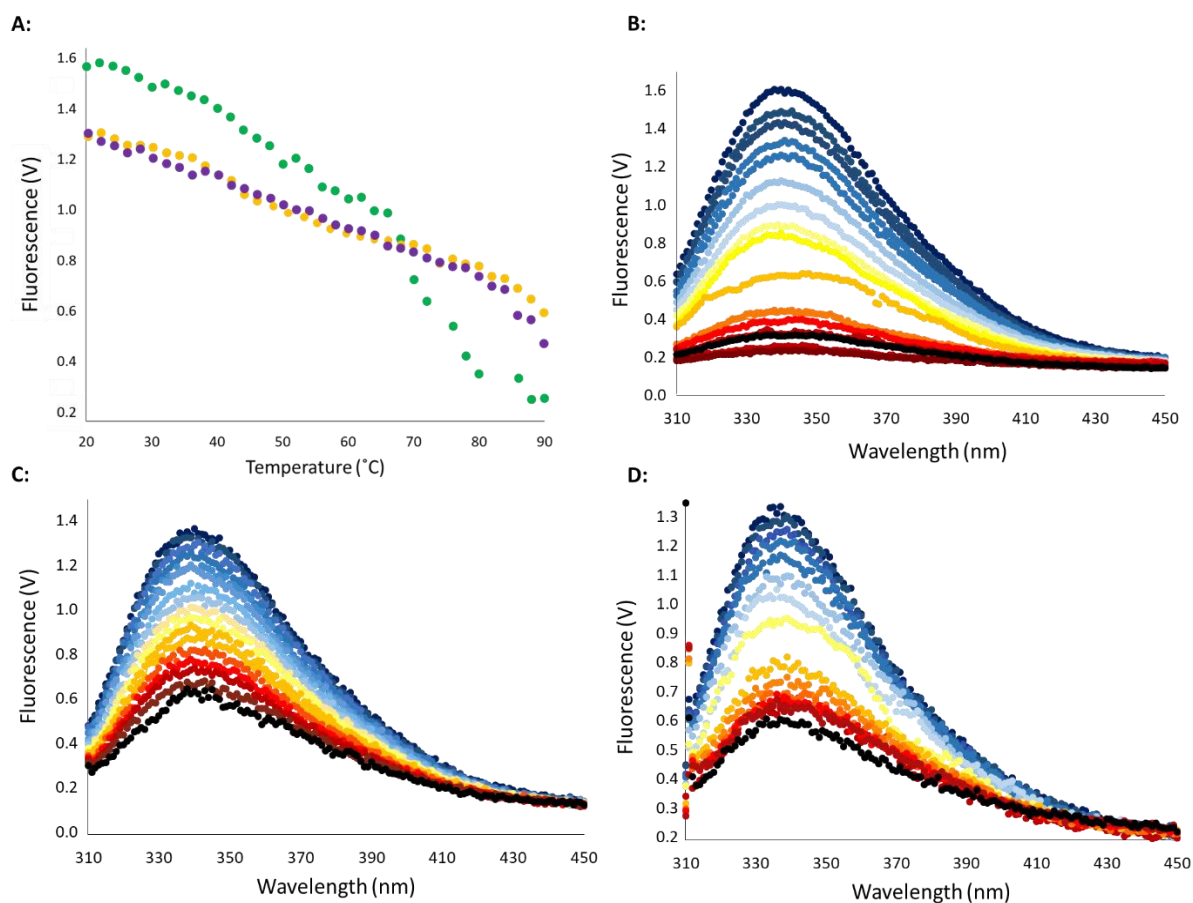 A:
1.6
1.4
1.2
1.0
0.8
0.6
0.4
0.2
Fluorescence (V)
20 30 40 50 60 70 80 90
Temperature (˚C)
B:
1.6
1.4
1.2
1.0
0.8
0.6
0.4
0.2
0.0
Fluorescence (V)
310 330 350 370 390 410 430 450
Wavelength (nm)
C:
1.4
1.2
1.0
0.8
0.6
0.4
0.2
0.0
Fluorescence (V)
310 330 350 370 390 410 430 450
Wavelength (nm)
D:
1.3
1.2
1.1
1.0
0.9
0.8
0.7
0.6
0.5
0.4
0.3
0.2
Fluorescence (V)
310 330 350 370 390 410 430 450
Wavelength (nm)